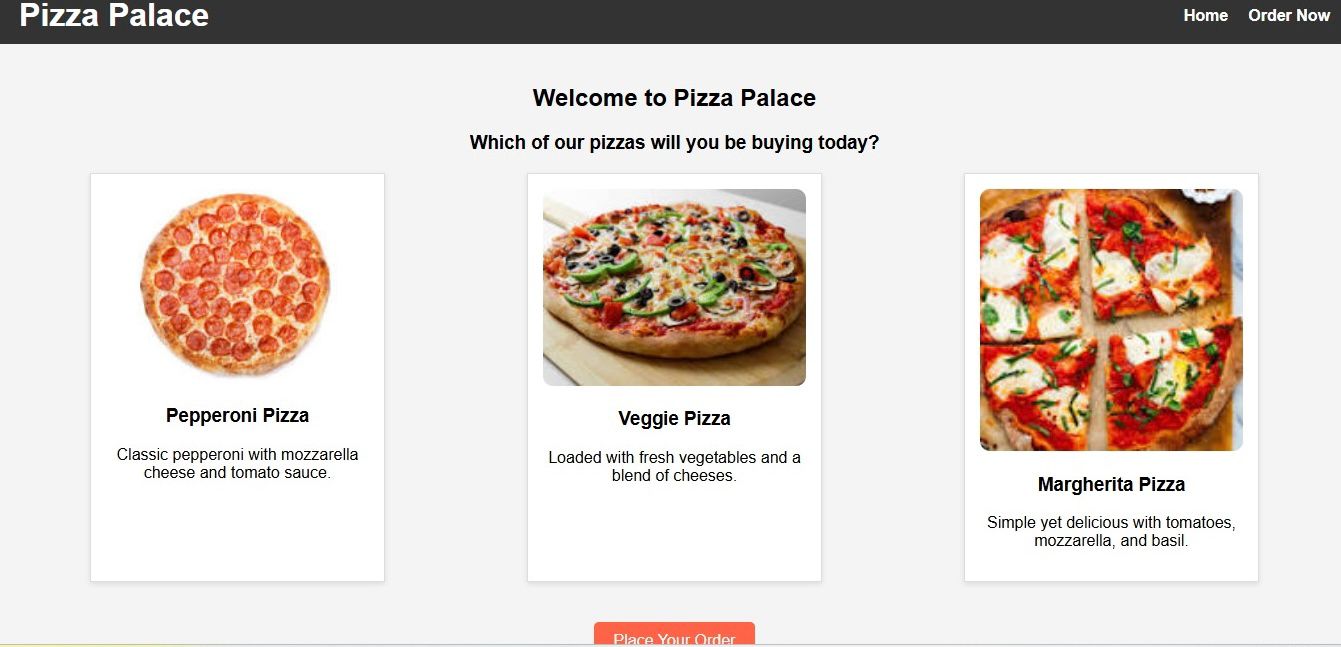 Pizza Palace
Home Order Now
Welcome to Pizza Palace
Which of our pizzas will you be buying today?
Pepperoni Pizza
Classic pepperoni with mozzarella
cheese and tomato sauce.
Veggie Pizza
Loaded with fresh vegetables and a
blend of cheeses.
Margherita Pizza
Simple yet delicious with tomatoes,
mozzarella, and basil.
Place Your Order